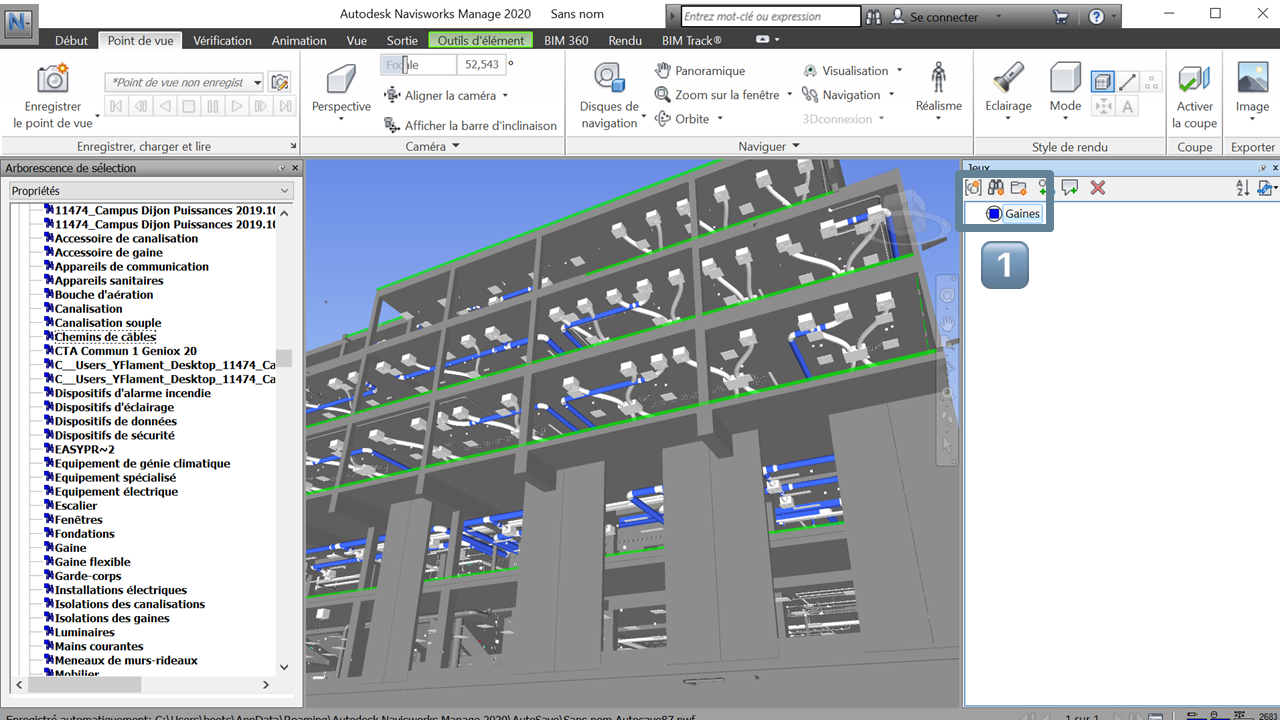 Autodesk Navisworks Manage 2020 Sans nom
Entrez mot-clé ou expression
Se connecter
N
Début Point de vue Vérification Animation Vue Sortie Outils d'élément BIM 360 Rendu BIM Track®
Enregistrer
le point de vue
*Point de vue non enregist
Enregistrer, charger et lire
Perspective
Focale 52,543 °
Aligner la caméra
Afficher la barre d'inclinaison
Caméra
Disques de
navigation
Panoramique
Zoom sur la fenêtre
Orbite
Visualisation
Navigation
3Dconnexion
Réalisme
Naviguer
Eclairage
Mode
A
Style de rendu
Activer
la coupe
Coupe
Image
Exporter
Arborescence de sélection
Propriétés
11474_Campus Dijon Puissances 2019.10
11474_Campus Dijon Puissances 2019.10
Accessoire de canalisation
Accessoire de gaine
Appareils de communication
Appareils sanitaires
Bouche d'aération
Canalisation
Canalisation souple
Chemins de câbles
CTA Commun 1 Geniox 20
C__Users_YFlament_Desktop_11474_Ca
C__Users_YFlament_Desktop_11474_Ca
Dispositifs d'alarme incendie
Dispositifs d'éclairage
Dispositifs de données
Dispositifs de sécurité
EASYPR~2
Equipement de génie climatique
Equipement spécialisé
Equipement électrique
Escalier
Fenêtres
Fondations
Gaine
Gaine flexible
Garde-corps
Installations électriques
Isolations des canalisations
Isolations des gaines
Luminaires
Mains courantes
Meneaux de murs-rideaux
Mobilier
Jeux
Gaines
1
Enregistré automatiquement: C:\Users\boots\AppData\Roaming\Autodesk Navisworks Manage 2020\AutoSave\Sans nom.Autosave87.nwf
1 sur 1
2683